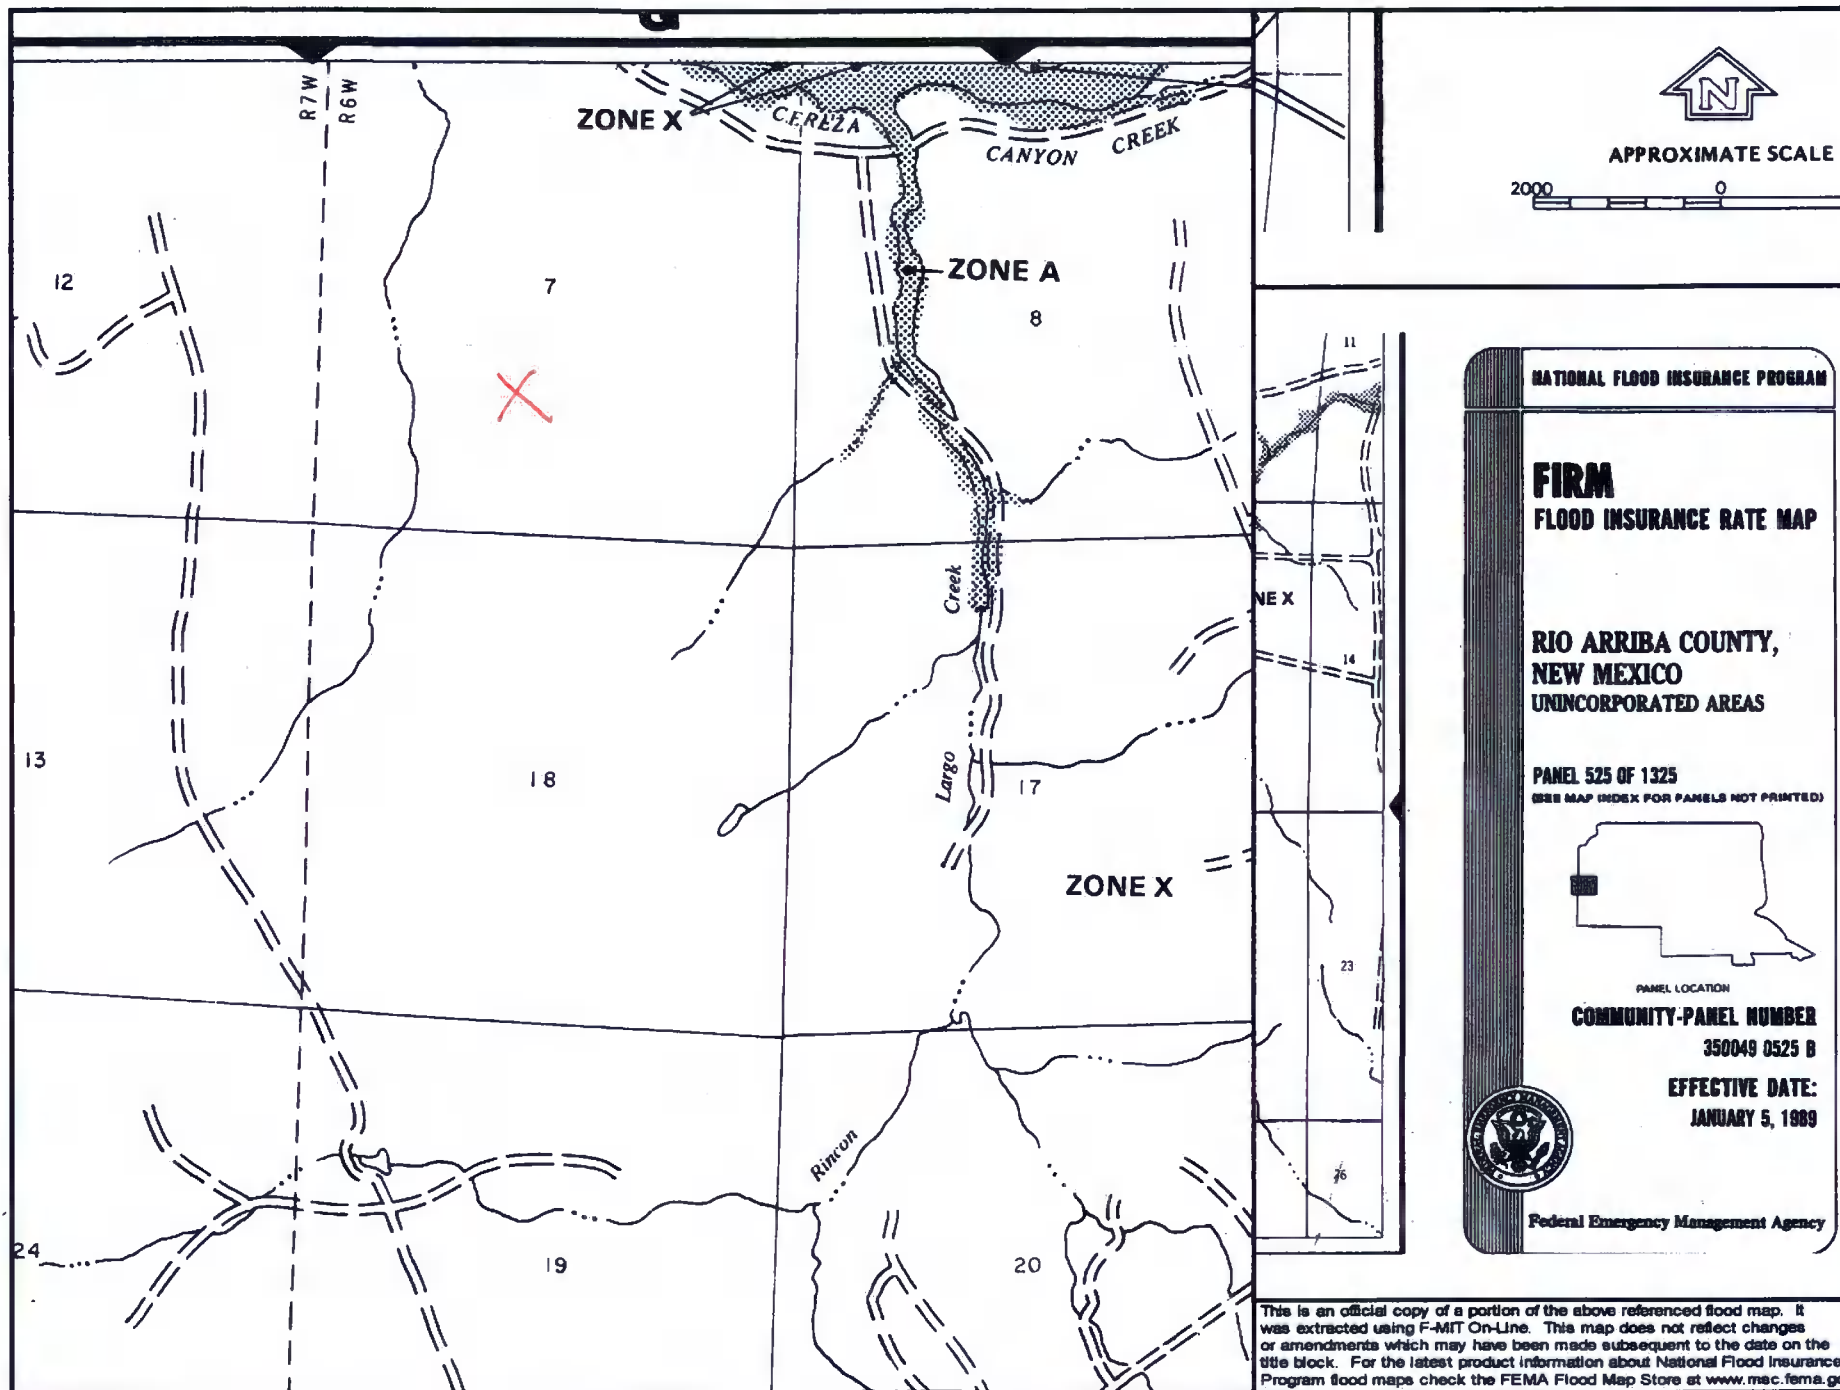 G
R7W
R6W
ZONE X
CEREZA
CANYON
CREEK
12
7
ZONE A
8
Creek
13
18
Largo
17
ZONE X
Rincon
24
19
20
11
NE X
14
23
26
N
APPROXIMATE SCALE
2000
0
NATIONAL FLOOD INSURANCE PROGRAM
FIRM
FLOOD INSURANCE RATE MAP
RIO ARRIBA COUNTY,
NEW MEXICO
UNINCORPORATED AREAS
PANEL 525 OF 1325
(SEE MAP INDEX FOR PANELS NOT PRINTED)
PANEL LOCATION
COMMUNITY-PANEL NUMBER
350049 0525 B
EFFECTIVE DATE:
JANUARY 5, 1989
Federal Emergency Management Agency
This is an official copy of a portion of the above referenced flood map. It
was extracted using F-MIT On-Line. This map does not reflect changes
or amendments which may have been made subsequent to the date on the
title block. For the latest product information about National Flood Insurance
Program flood maps check the FEMA Flood Map Store at www.msc.fema.g